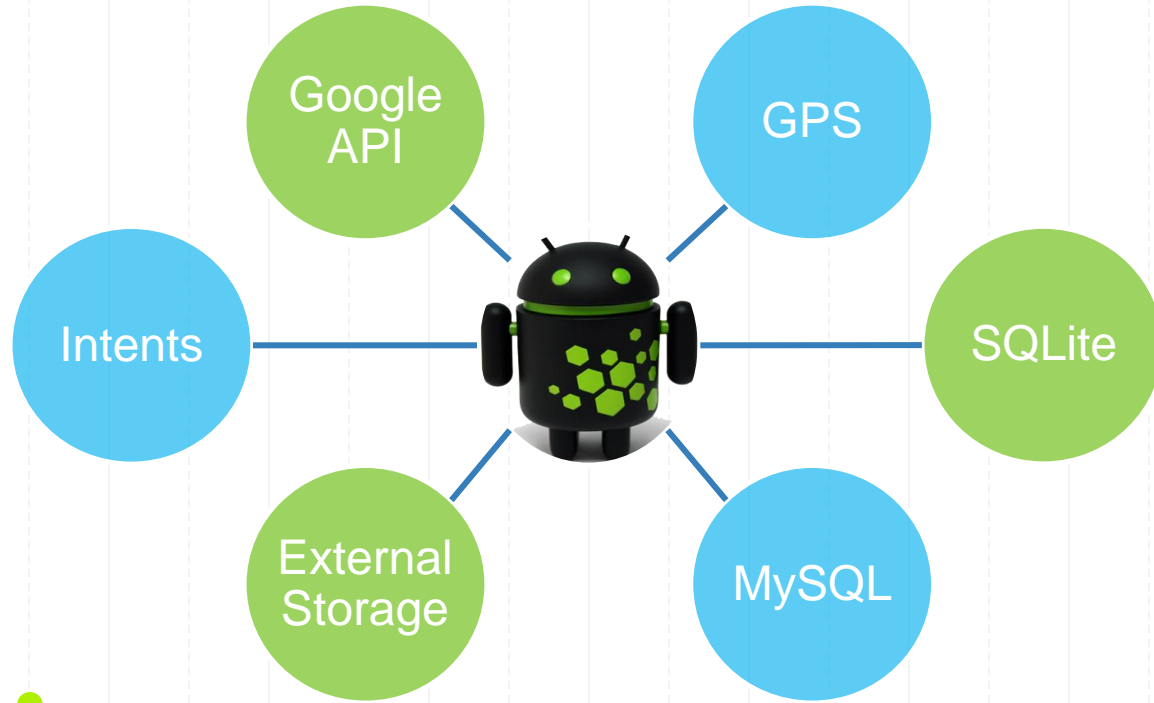 Google
API
GPS
Intents
SQLite
External
Storage
MySQL